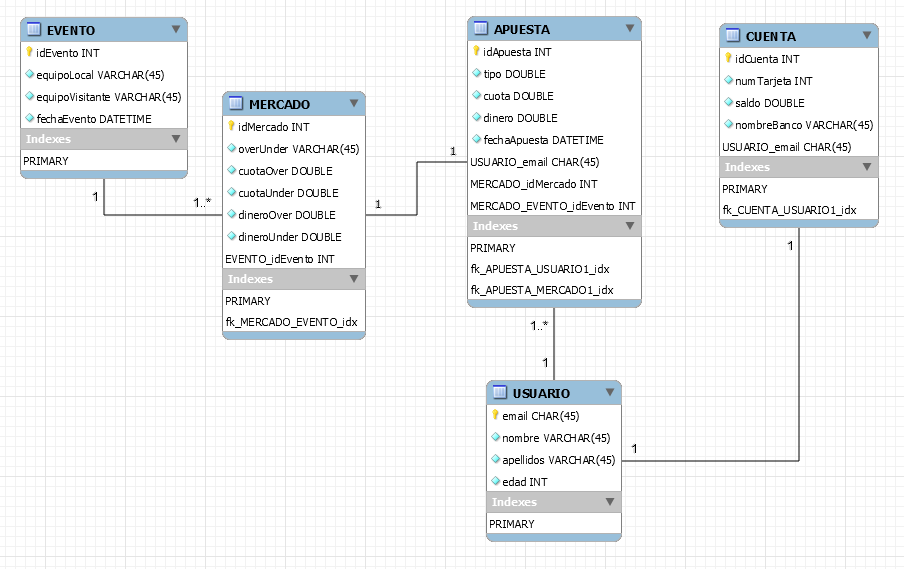 EVENTO
idEvento INT
equipoLocal VARCHAR(45)
equipoVisitante VARCHAR(45)
fechaEvento DATETIME
Indexes
PRIMARY
1
1..*
MERCADO
idMercado INT
overUnder VARCHAR(45)
cuotaOver DOUBLE
cuotaUnder DOUBLE
dineroOver DOUBLE
dineroUnder DOUBLE
EVENTO_idEvento INT
Indexes
PRIMARY
fk_MERCADO_EVENTO_idx
1
1
APUESTA
idApuesta INT
tipo DOUBLE
cuota DOUBLE
dinero DOUBLE
fechaApuesta DATETIME
USUARIO_email CHAR(45)
MERCADO_idMercado INT
MERCADO_EVENTO_idEvento INT
Indexes
PRIMARY
fk_APUESTA_USUARIO1_idx
fk_APUESTA_MERCADO1_idx
1..*
1
USUARIO
email CHAR(45)
nombre VARCHAR(45)
apellidos VARCHAR(45)
edad INT
Indexes
PRIMARY
1
1
CUENTA
idCuenta INT
numTarjeta INT
saldo DOUBLE
nombreBanco VARCHAR(45)
USUARIO_email CHAR(45)
Indexes
PRIMARY
fk_CUENTA_USUARIO1_idx